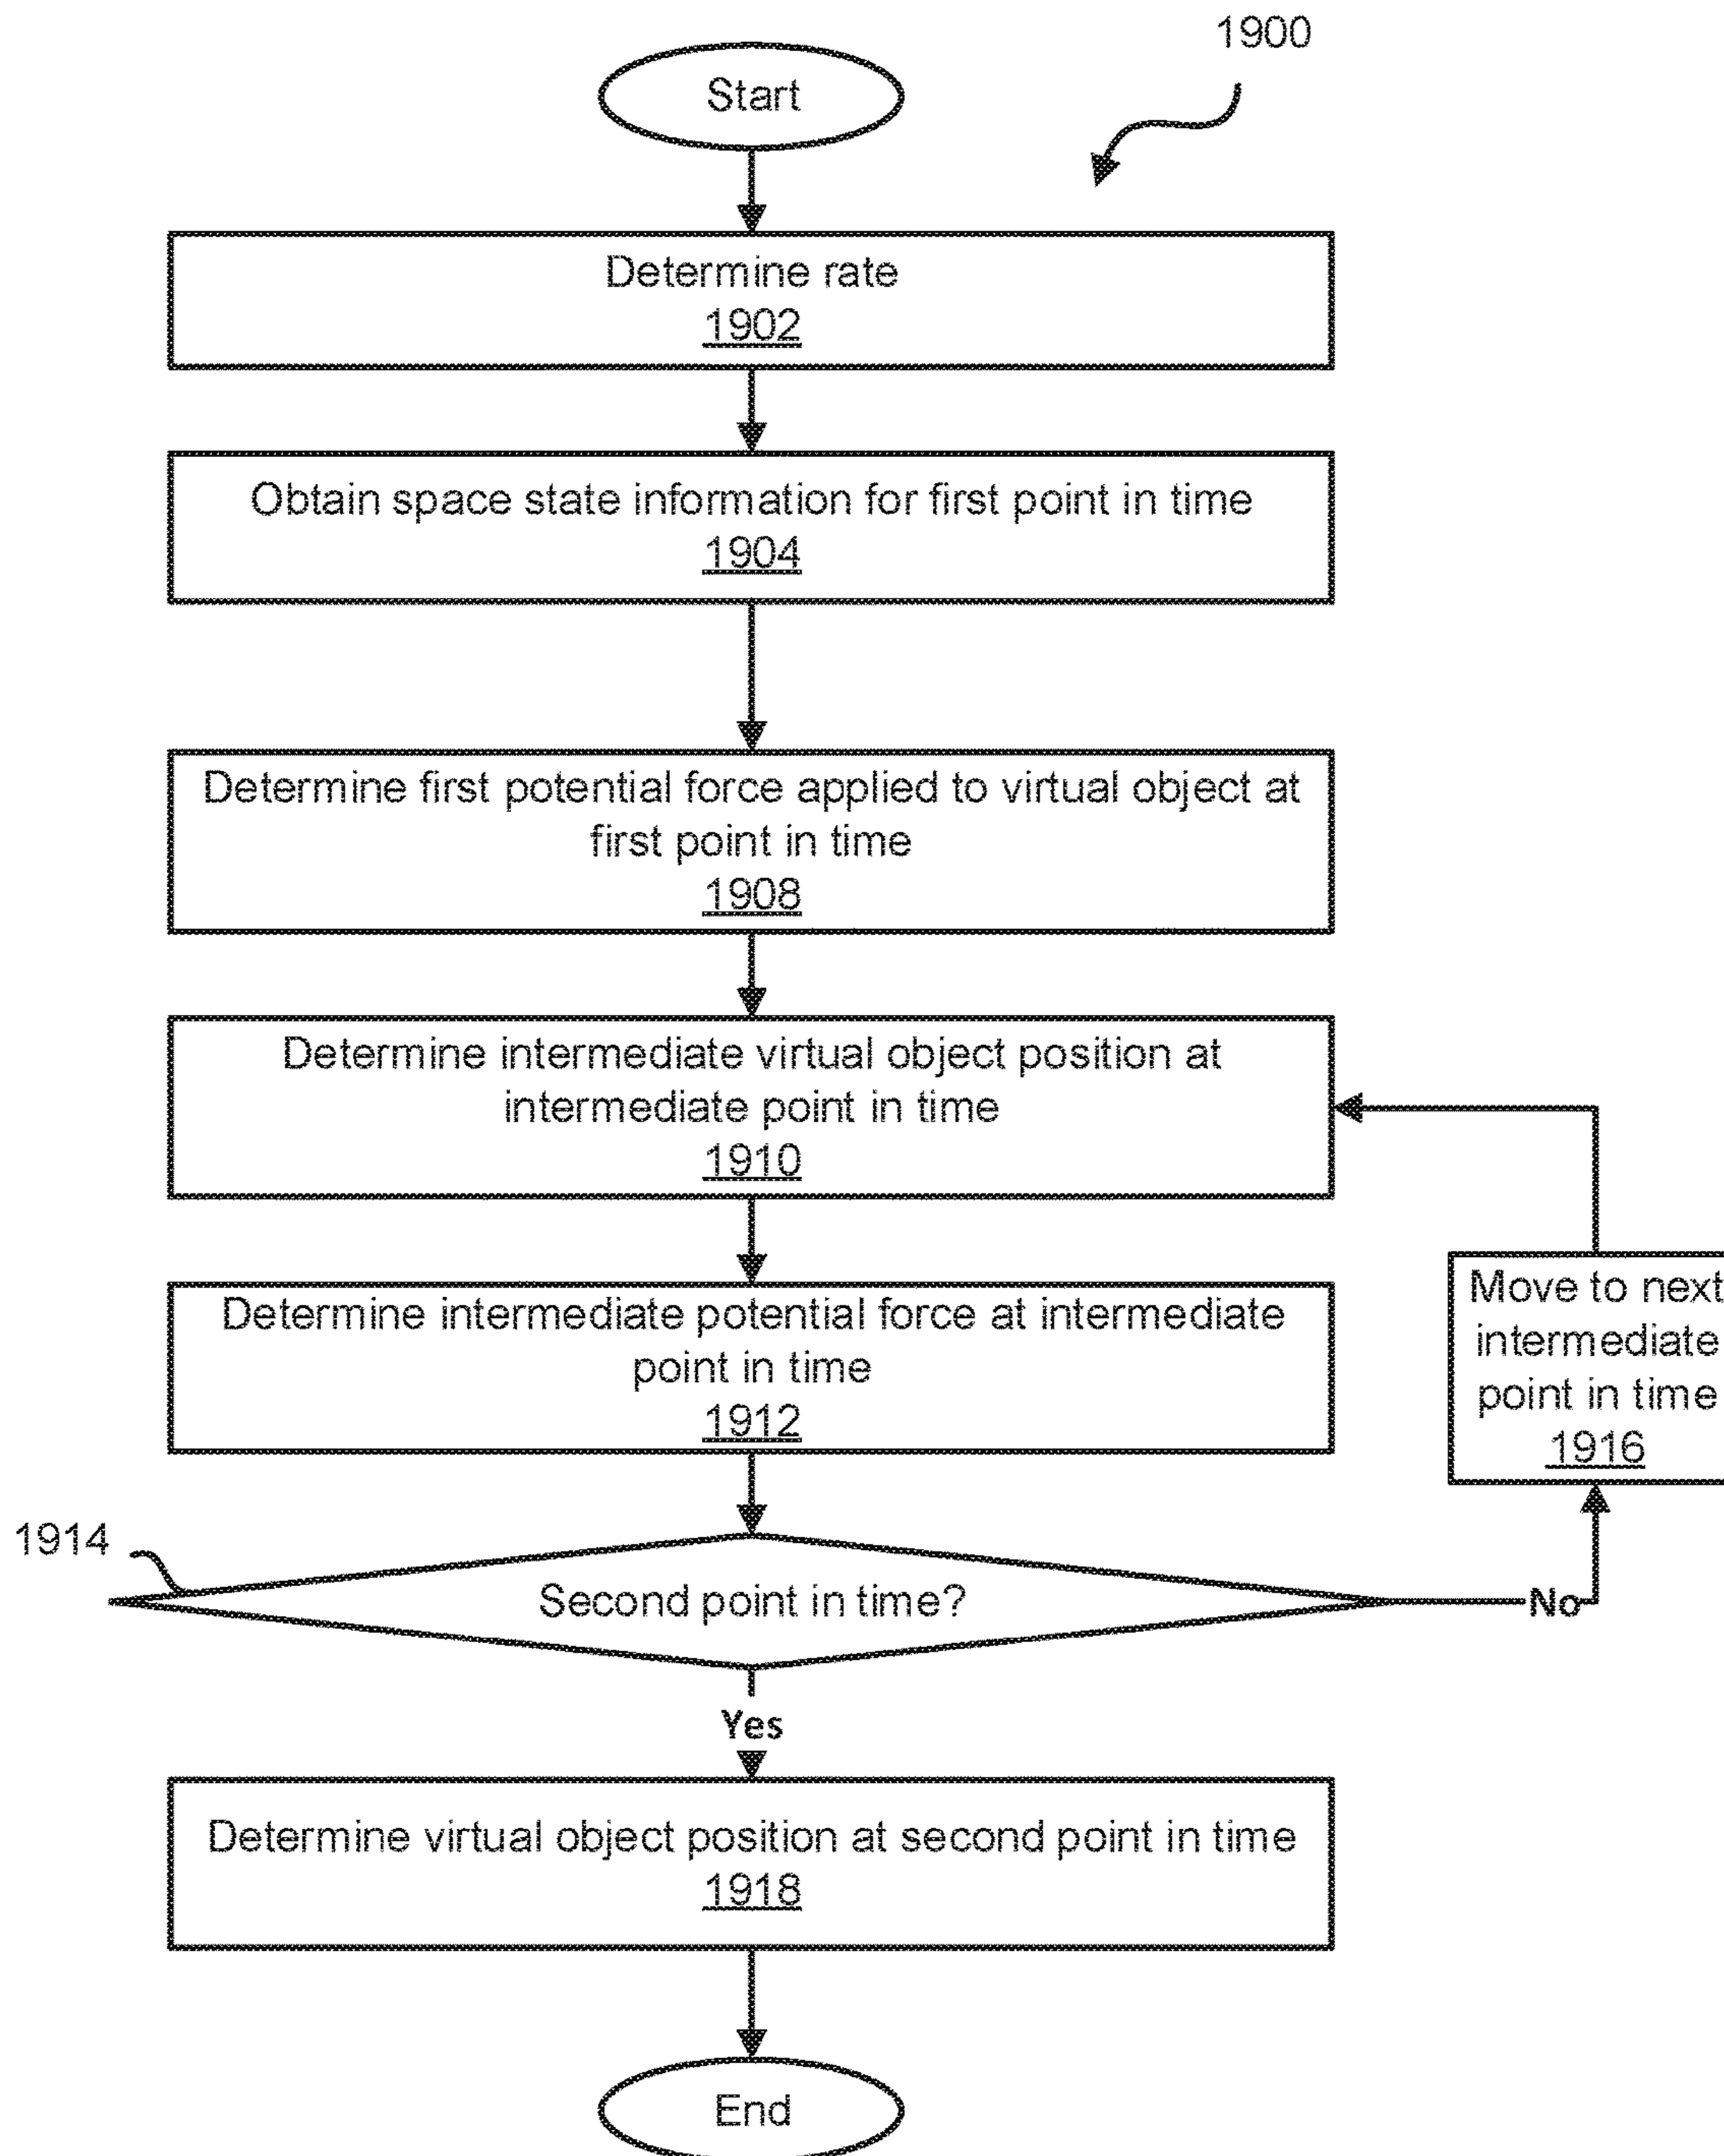 1900
Start
Determine rate
1902
Obtain space state information for first point in time
1904
Determine first potential force applied to virtual object at
first point in time
1908
Determine intermediate virtual object position at
intermediate point in time
1910
Determine intermediate potential force at intermediate
point in time
1912
Move to next
intermediate
point in time
1916
1914
Second point in time?
No
Yes
Determine virtual object position at second point in time
1918
End